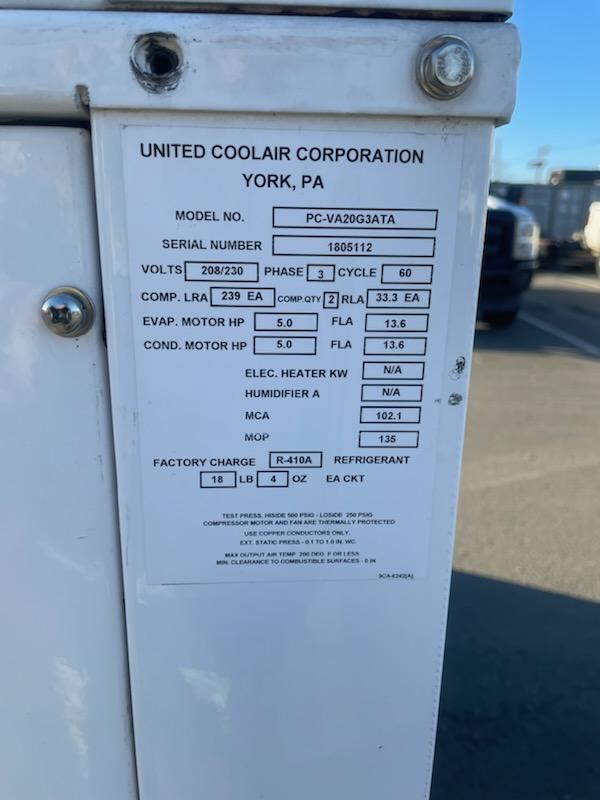 UNITED COOLAIR CORPORATION
YORK, PA
MODEL NO. PC-VA20G3ATA
SERIAL NUMBER 1805112
VOLTS 208/230 PHASE 3 CYCLE 60
COMP. LRA 239 EA COMP.QTY 2 RLA 33.3 EA
EVAP. MOTOR HP 5.0 FLA 13.6
COND. MOTOR HP 5.0 FLA 13.6
ELEC. HEATER KW N/A
HUMIDIFIER A N/A
MCA 102.1
MOP 135
FACTORY CHARGE R-410A REFRIGERANT
18 LB 4 OZ EA CKT
TEST PRESS. HISIDE 500 PSIG - LOSIDE 250 PSIG
COMPRESSOR MOTOR AND FAN ARE THERMALLY PROTECTED
USE COPPER CONDUCTORS ONLY.
EXT. STATIC PRESS - 0.1 TO 1.0 IN. WC.
MAX OUTPUT AIR TEMP. 200 DEG. F OR LESS
MIN. CLEARANCE TO COMBUSTIBLE SURFACES - 0 IN
9CA-6242(A)